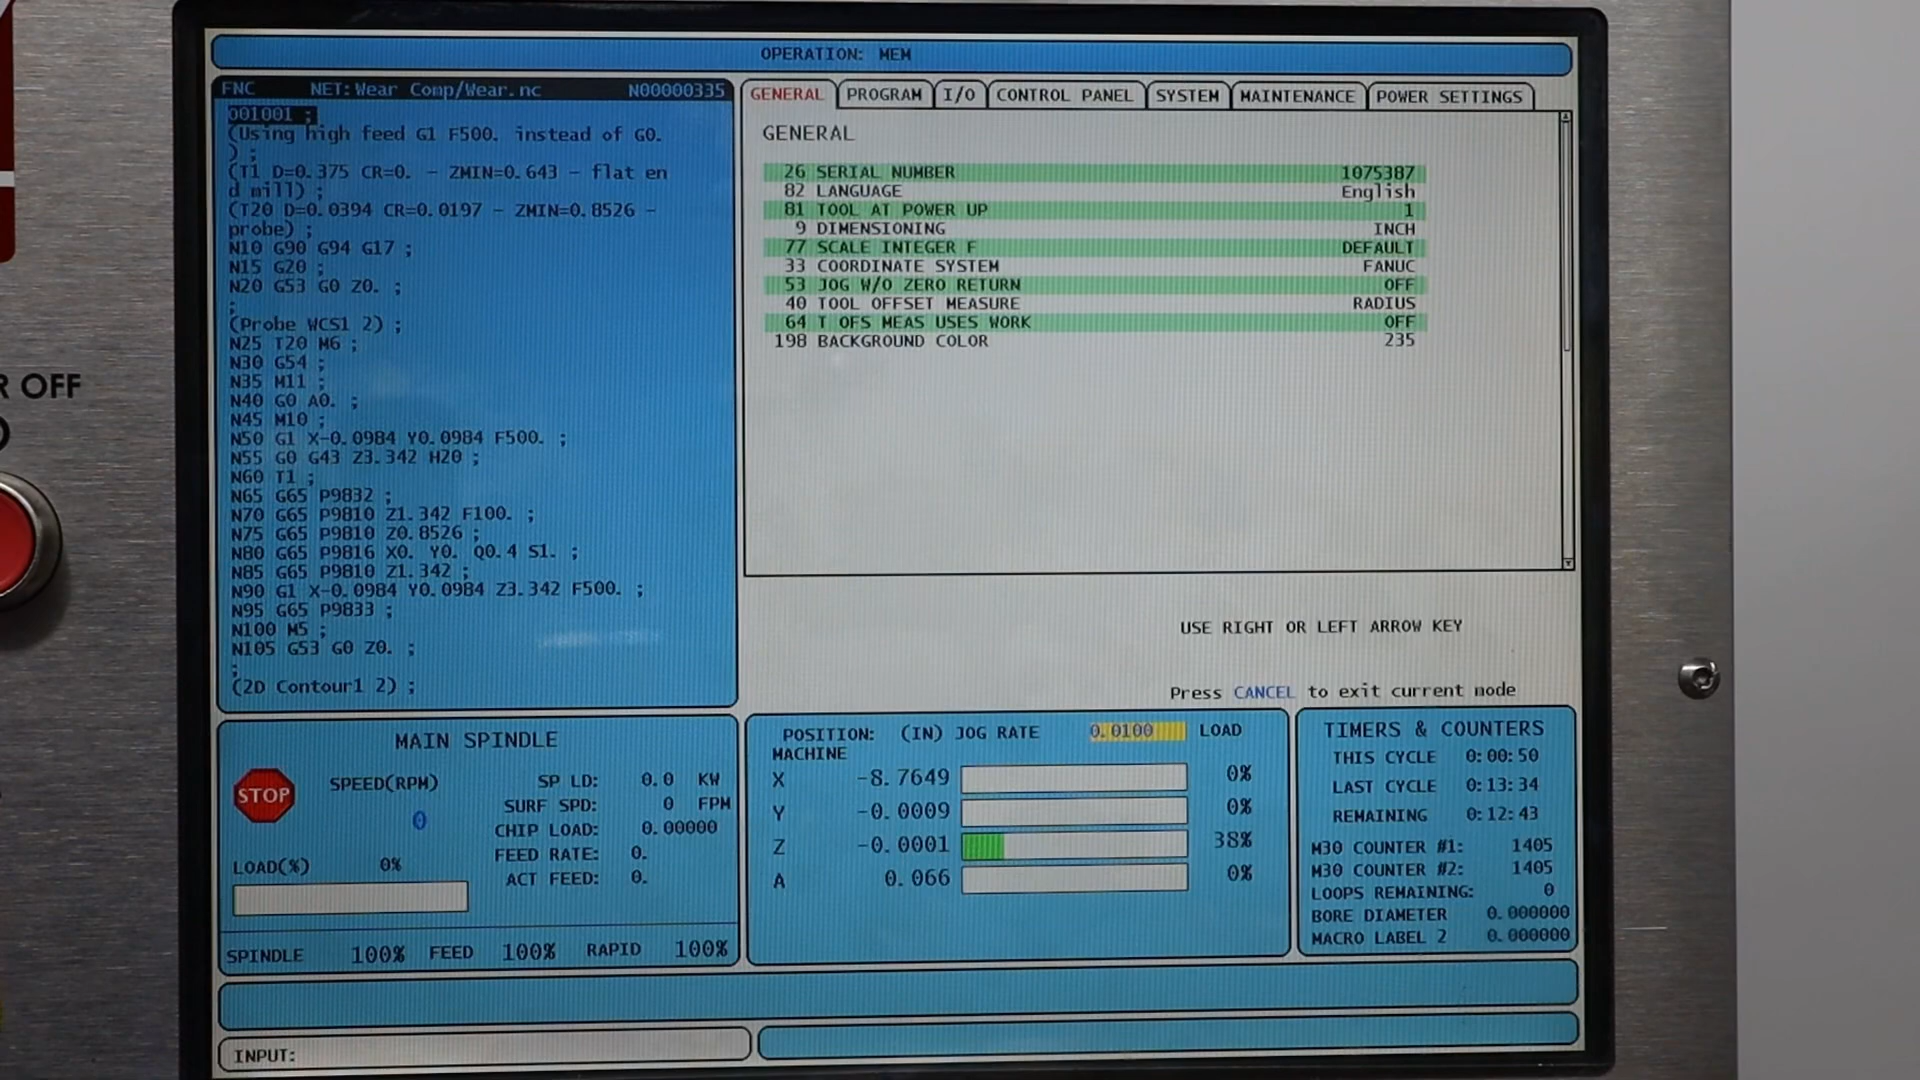 OPERATION: MEM
FNC NET:Wear Comp/Wear.nc N00000335
O01001 ;
(Using high feed G1 F500. instead of G0.
) ;
(T1 D=0.375 CR=0. - ZMIN=0.643 - flat en
d mill) ;
(T20 D=0.0394 CR=0.0197 - ZMIN=0.8526 -
probe) ;
N10 G90 G94 G17 ;
N15 G20 ;
N20 G53 G0 Z0. ;
;
(Probe WCS1 2) ;
N25 T20 M6 ;
N30 G54 ;
N35 M11 ;
N40 G0 A0. ;
N45 M10 ;
N50 G1 X-0.0984 Y0.0984 F500. ;
N55 G0 G43 Z3.342 H20 ;
N60 T1 ;
N65 G65 P9832 ;
N70 G65 P9810 Z1.342 F100. ;
N75 G65 P9810 Z0.8526 ;
N80 G65 P9816 X0. Y0. Q0.4 S1. ;
N85 G65 P9810 Z1.342 ;
N90 G1 X-0.0984 Y0.0984 Z3.342 F500. ;
N95 G65 P9833 ;
N100 M5 ;
N105 G53 G0 Z0. ;
;
(2D Contour1 2) ;
GENERAL PROGRAM I/O CONTROL PANEL SYSTEM MAINTENANCE POWER SETTINGS
GENERAL
26 SERIAL NUMBER 1075387
82 LANGUAGE English
81 TOOL AT POWER UP 1
9 DIMENSIONING INCH
77 SCALE INTEGER F DEFAULT
33 COORDINATE SYSTEM FANUC
53 JOG W/O ZERO RETURN OFF
40 TOOL OFFSET MEASURE RADIUS
64 T OFS MEAS USES WORK OFF
198 BACKGROUND COLOR 235
USE RIGHT OR LEFT ARROW KEY
Press CANCEL to exit current mode
R OFF
MAIN SPINDLE
STOP
SPEED(RPM)
0
LOAD(%) 0%
SP LD: 0.0 KW
SURF SPD: 0 FPM
CHIP LOAD: 0.00000
FEED RATE: 0.
ACT FEED: 0.
SPINDLE 100% FEED 100% RAPID 100%
POSITION: (IN) JOG RATE 0.0100 LOAD
MACHINE
X -8.7649 0%
Y -0.0009 0%
Z -0.0001 38%
A 0.066 0%
TIMERS & COUNTERS
THIS CYCLE 0:00:50
LAST CYCLE 0:13:34
REMAINING 0:12:43
M30 COUNTER #1: 1405
M30 COUNTER #2: 1405
LOOPS REMAINING: 0
BORE DIAMETER 0.000000
MACRO LABEL 2 0.000000
INPUT: